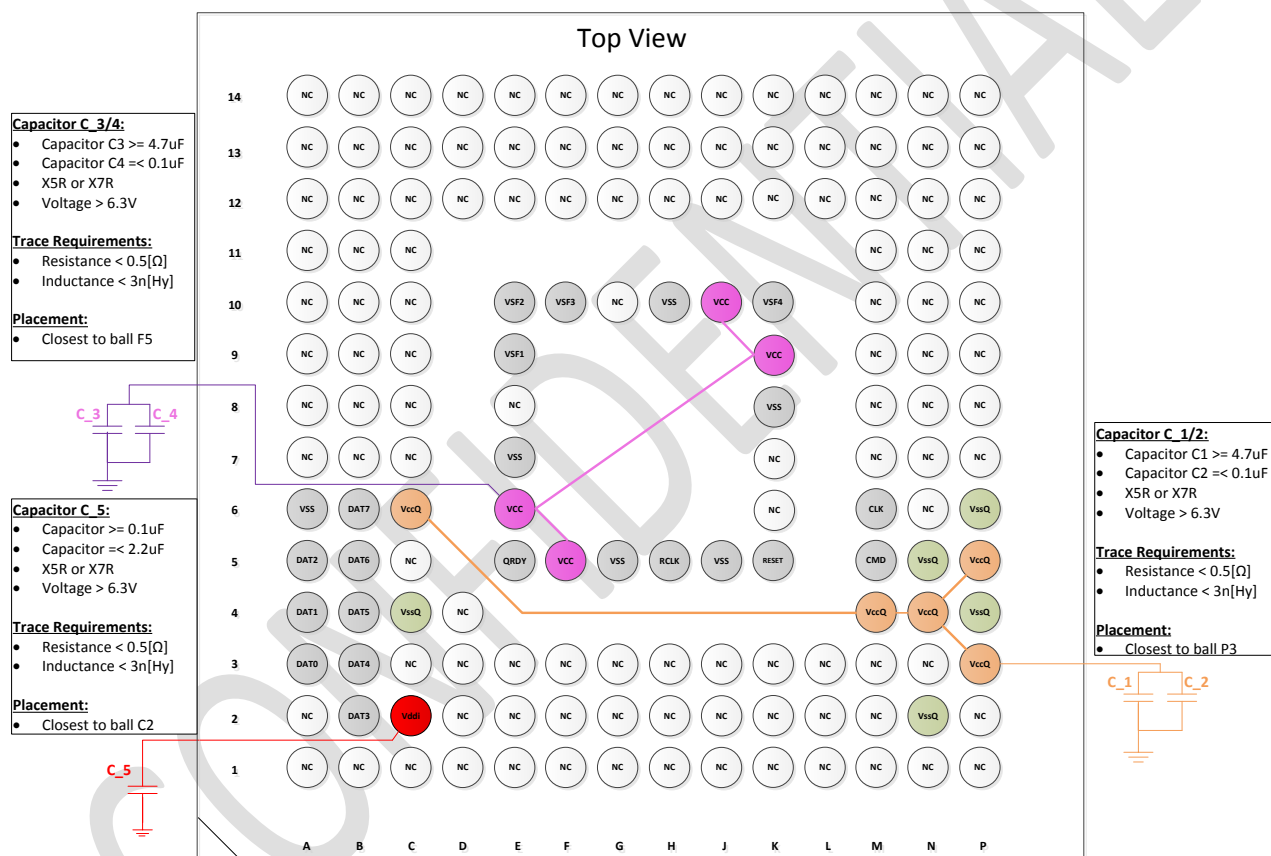 Top View
14 NC NC NC NC NC NC NC NC NC NC NC NC NC NC
13 NC NC NC NC NC NC NC NC NC NC NC NC NC NC
12 NC NC NC NC NC NC NC NC NC NC NC NC NC NC
11 NC NC NC NC NC NC
10 NC NC NC VSF2 VSF3 NC VSS VCC VSF4 NC NC NC
9 NC NC NC VSF1 VCC NC NC NC
8 NC NC NC NC VSS NC NC NC
7 NC NC NC VSS NC NC NC NC
6 VSS DAT7 VccQ VCC NC CLK NC VssQ
5 DAT2 DAT6 NC QRDY VCC VSS RCLK VSS RESET CMD VssQ VccQ
4 DAT1 DAT5 VssQ NC VccQ VccQ VssQ
3 DAT0 DAT4 NC NC NC NC NC NC NC NC NC NC NC VccQ
2 NC DAT3 Vddi NC NC NC NC NC NC NC NC NC VssQ NC
1 NC NC NC NC NC NC NC NC NC NC NC NC NC NC
A B C D E F G H J K L M N P
Capacitor C_3/4:
• Capacitor C3 >= 4.7uF
• Capacitor C4 =< 0.1uF
• X5R or X7R
• Voltage > 6.3V
Trace Requirements:
• Resistance < 0.5[Ω]
• Inductance < 3n[Hy]
Placement:
• Closest to ball F5
C_3 C_4
Capacitor C_5:
• Capacitor >= 0.1uF
• Capacitor =< 2.2uF
• X5R or X7R
• Voltage > 6.3V
Trace Requirements:
• Resistance < 0.5[Ω]
• Inductance < 3n[Hy]
Placement:
• Closest to ball C2
C_5
Capacitor C_1/2:
• Capacitor C1 >= 4.7uF
• Capacitor C2 =< 0.1uF
• X5R or X7R
• Voltage > 6.3V
Trace Requirements:
• Resistance < 0.5[Ω]
• Inductance < 3n[Hy]
Placement:
• Closest to ball P3
C_1 C_2
CONFIDENTIAL